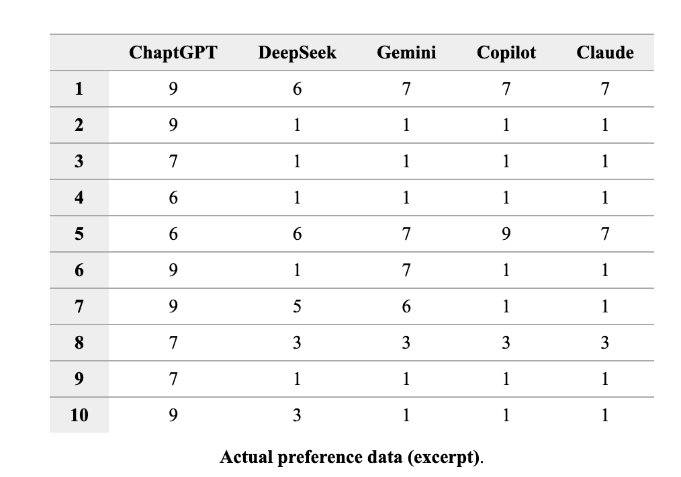 ChaptGPT DeepSeek Gemini Copilot Claude
1 9 6 7 7 7
2 9 1 1 1 1
3 7 1 1 1 1
4 6 1 1 1 1
5 6 6 7 9 7
6 9 1 7 1 1
7 9 5 6 1 1
8 7 3 3 3 3
9 7 1 1 1 1
10 9 3 1 1 1
Actual preference data (excerpt).